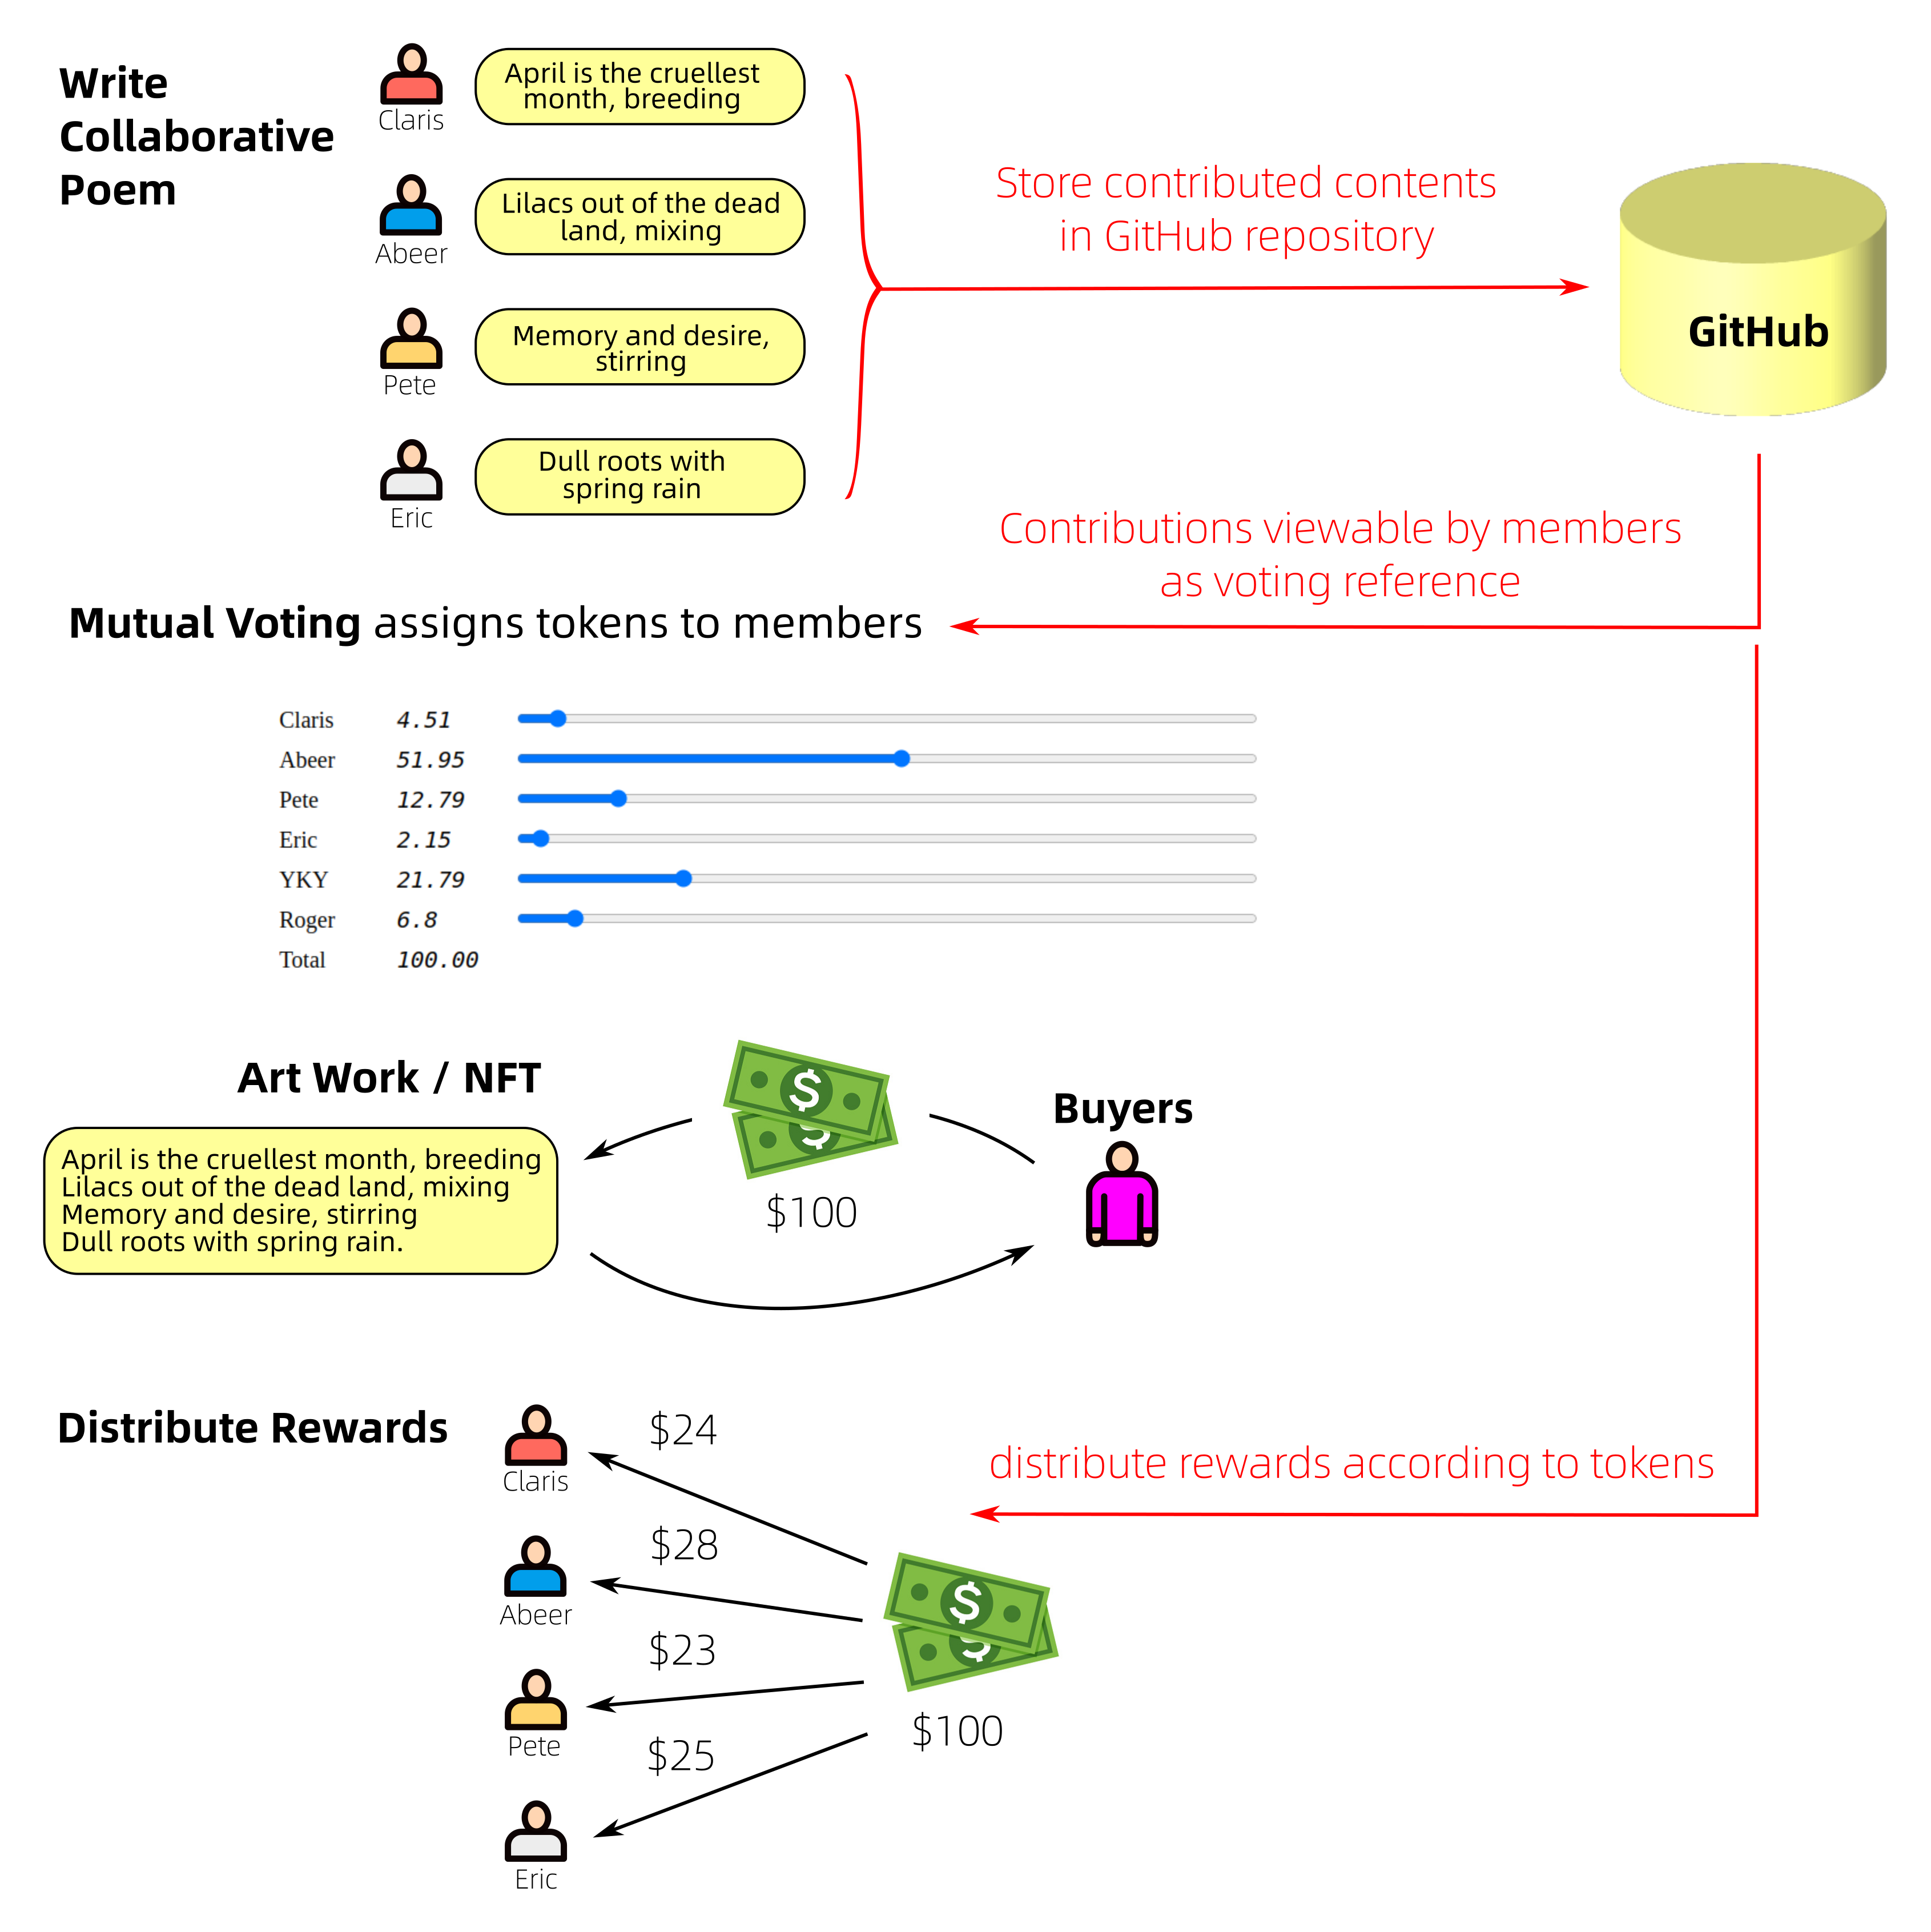 Write
Collaborative
Poem
Claris
April is the cruellest
month, breeding
Abeer
Lilacs out of the dead
land, mixing
Pete
Memory and desire,
stirring
Eric
Dull roots with
spring rain
Store contributed contents
in GitHub repository
GitHub
Contributions viewable by members
as voting reference
Mutual Voting assigns tokens to members
Claris 4.51
Abeer 51.95
Pete 12.79
Eric 2.15
YKY 21.79
Roger 6.8
Total 100.00
Art Work / NFT
April is the cruellest month, breeding
Lilacs out of the dead land, mixing
Memory and desire, stirring
Dull roots with spring rain.
$ $
$100
Buyers
Distribute Rewards
Claris
$24
Abeer
$28
Pete
$23
Eric
$25
distribute rewards according to tokens
$ $
$100